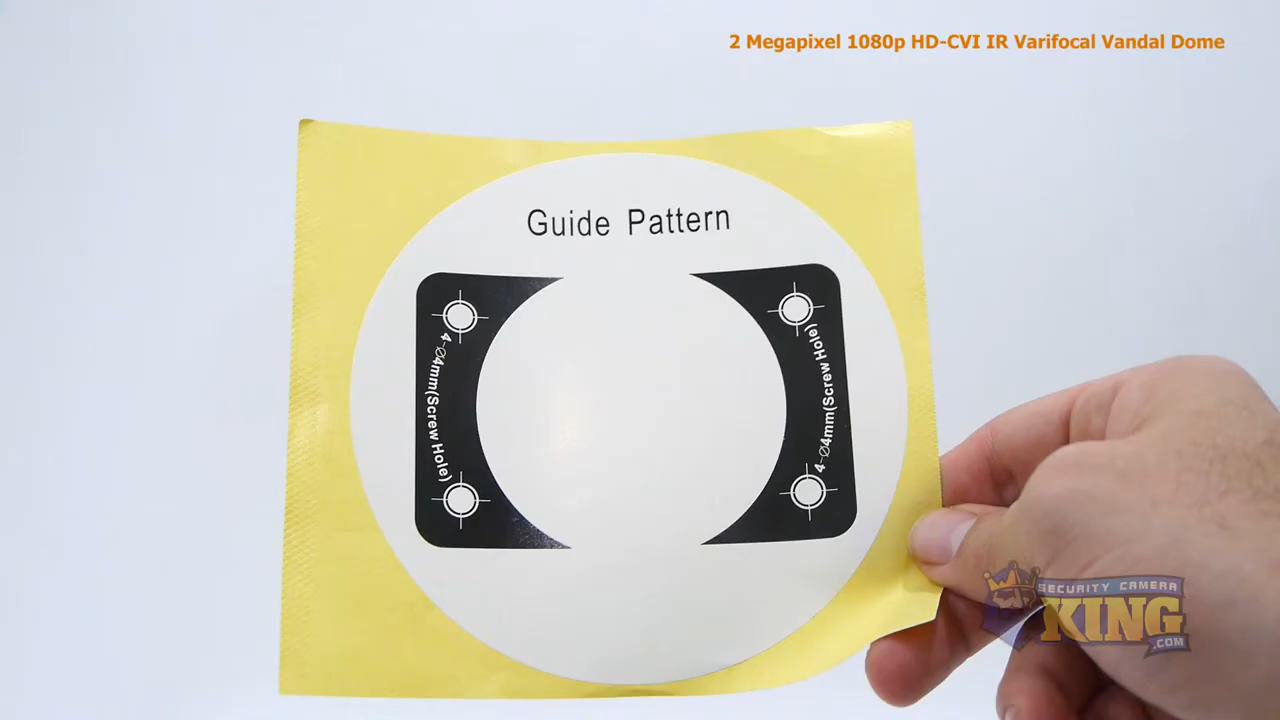 2 Megapixel 1080p HD-CVI IR Varifocal Vandal Dome
Guide Pattern
4-Ø4mm(Screw Hole)
4-Ø4mm(Screw Hole)
SECURITY CAMERA
KING
.COM